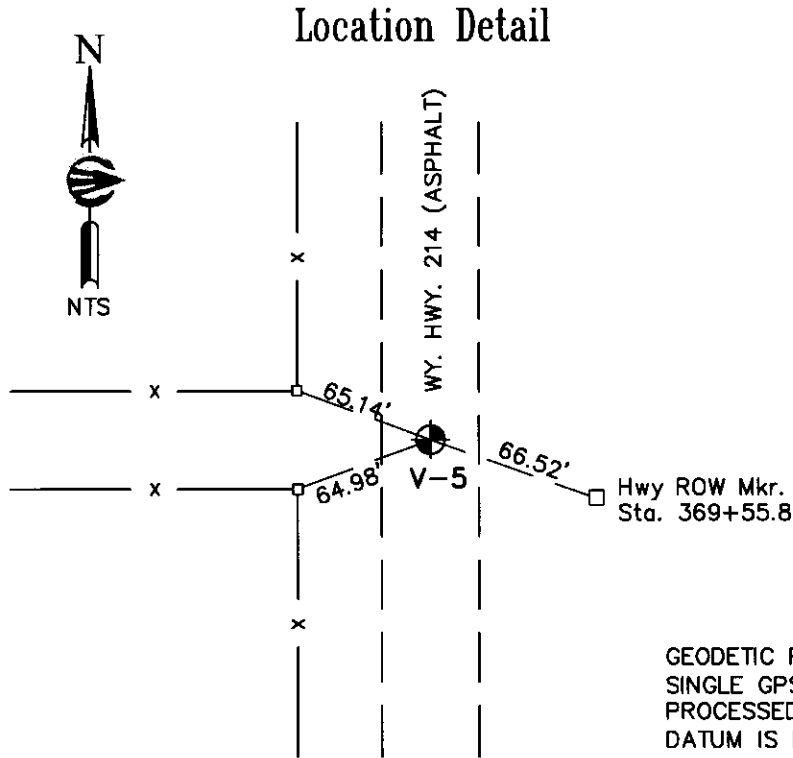 Location Detail
N
NTS
WY. HWY. 214 (ASPHALT)
x
x
65.14'
66.52'
V-5
64.98'
x
x
Hwy ROW Mkr.
Sta. 369+55.8
GEODETIC
SINGLE
PROCESSED
DATUM IS